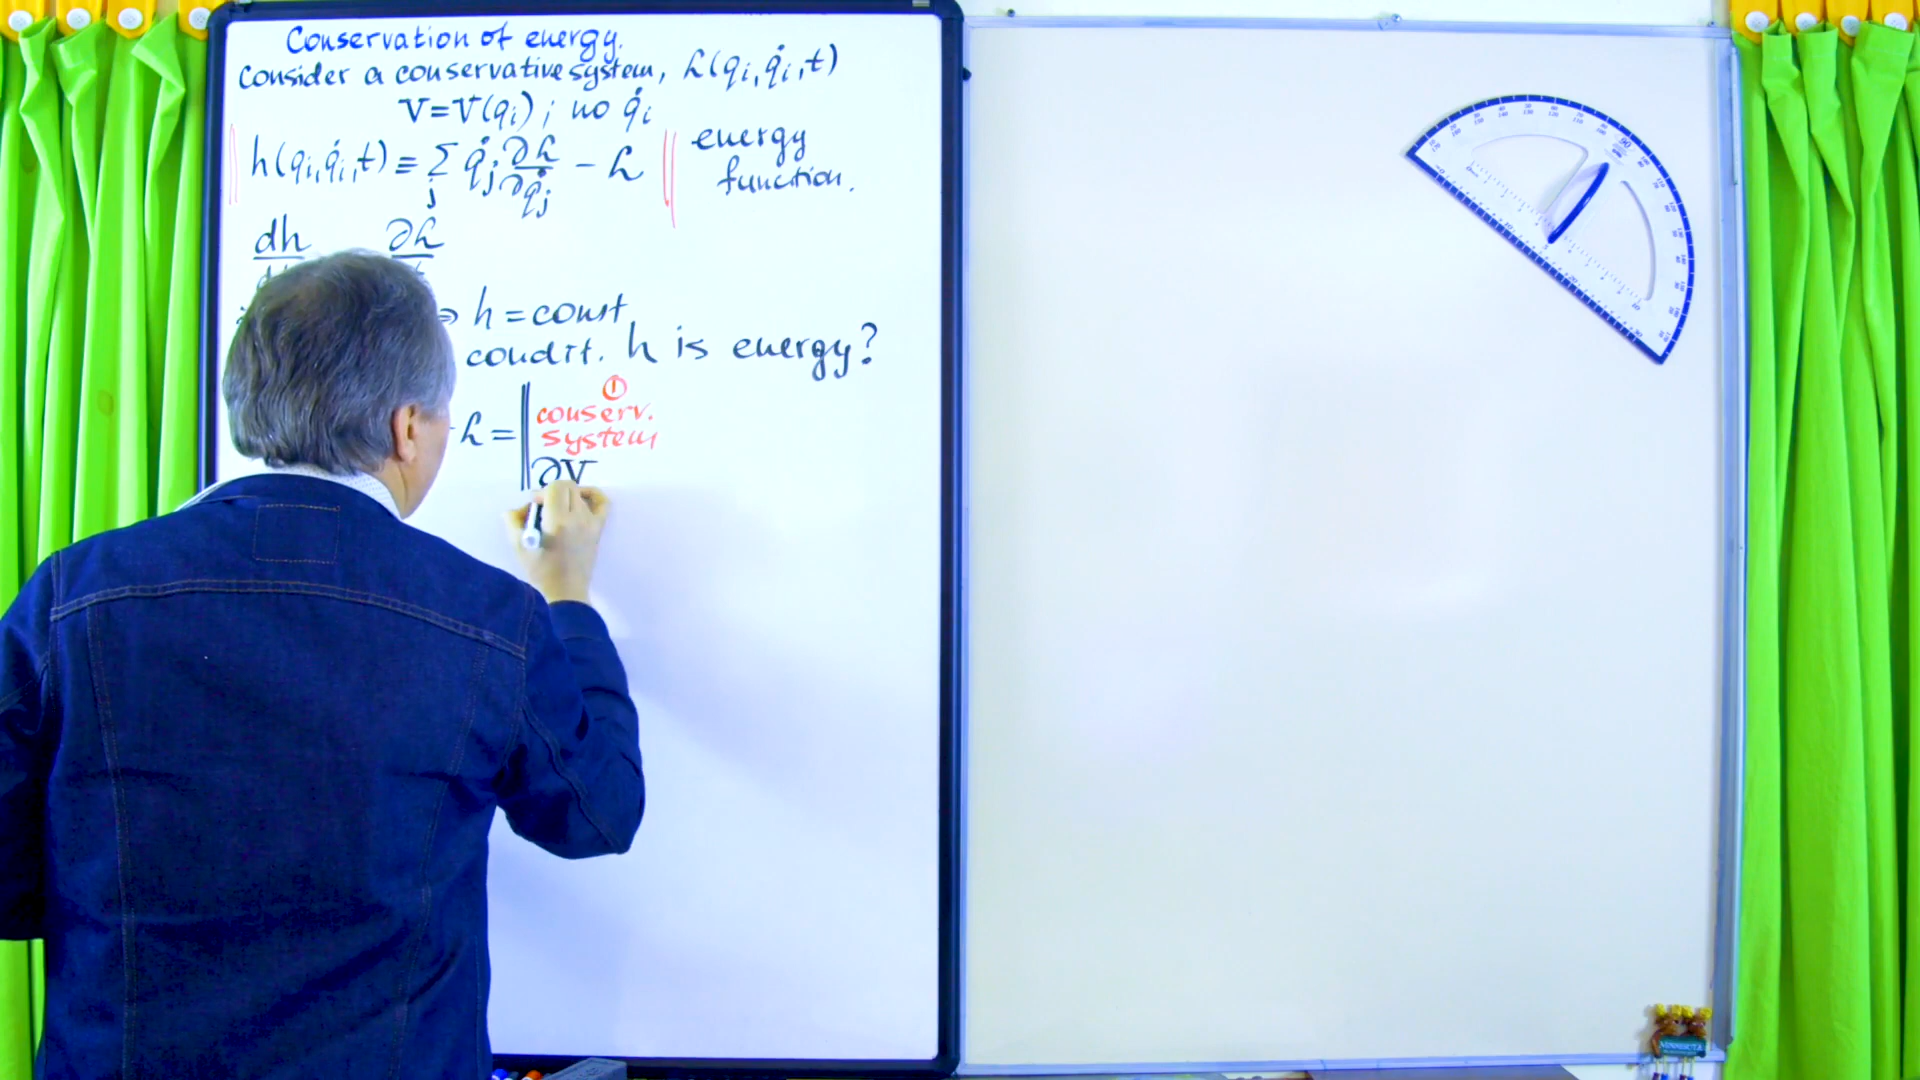 Conservation of energy.
Consider a conservative system, L(qᵢ, q̇ᵢ, t)
V=V(qᵢ) ; no q̇ᵢ
h(qᵢ, q̇ᵢ, t) ≡ ∑ⱼ q̇ⱼ ∂L/∂q̇ⱼ − L energy
function.
dh ∂L
⇒ h = const.
condit. h is energy?
①
L = conserv.
system
∂V
MINNESOTA